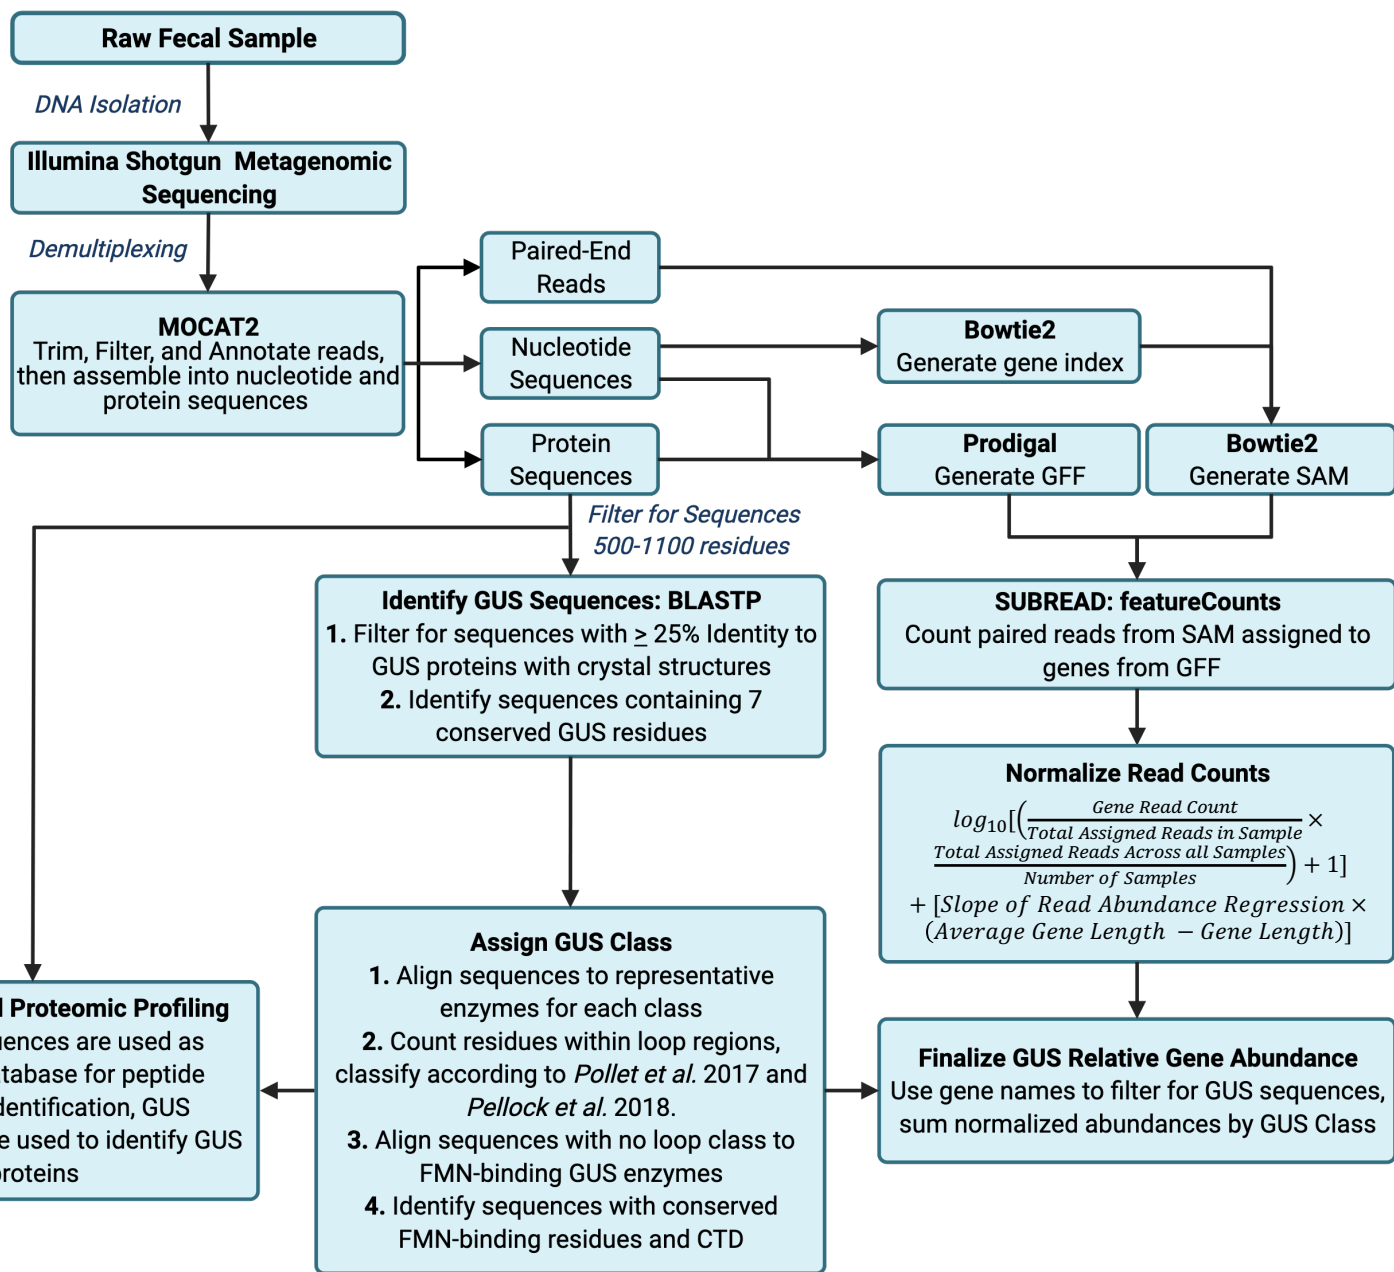 Raw Fecal Sample
DNA Isolation
Illumina Shotgun Metagenomic
Sequencing
Demultiplexing
MOCAT2
Trim, Filter, and Annotate reads,
then assemble into nucleotide and
protein sequences
Paired-End
Reads
Nucleotide
Sequences
Protein
Sequences
Bowtie2
Generate gene index
Prodigal
Generate GFF
Bowtie2
Generate SAM
Filter for Sequences
500-1100 residues
Identify GUS Sequences: BLASTP
1. Filter for sequences with ≥ 25% Identity to
GUS proteins with crystal structures
2. Identify sequences containing 7
conserved GUS residues
SUBREAD: featureCounts
Count paired reads from SAM assigned to
genes from GFF
Normalize Read Counts
log10[(Gene Read Count / Total Assigned Reads in Sample ×
Total Assigned Reads Across all Samples / Number of Samples) + 1]
+ [Slope of Read Abundance Regression ×
(Average Gene Length − Gene Length)]
Assign GUS Class
1. Align sequences to representative
enzymes for each class
2. Count residues within loop regions,
classify according to Pollet et al. 2017 and
Pellock et al. 2018.
3. Align sequences with no loop class to
FMN-binding GUS enzymes
4. Identify sequences with conserved
FMN-binding residues and CTD
Proteomic Profiling
are used as
for peptide
GUS
used to identify GUS
Finalize GUS Relative Gene Abundance
Use gene names to filter for GUS sequences,
sum normalized abundances by GUS Class